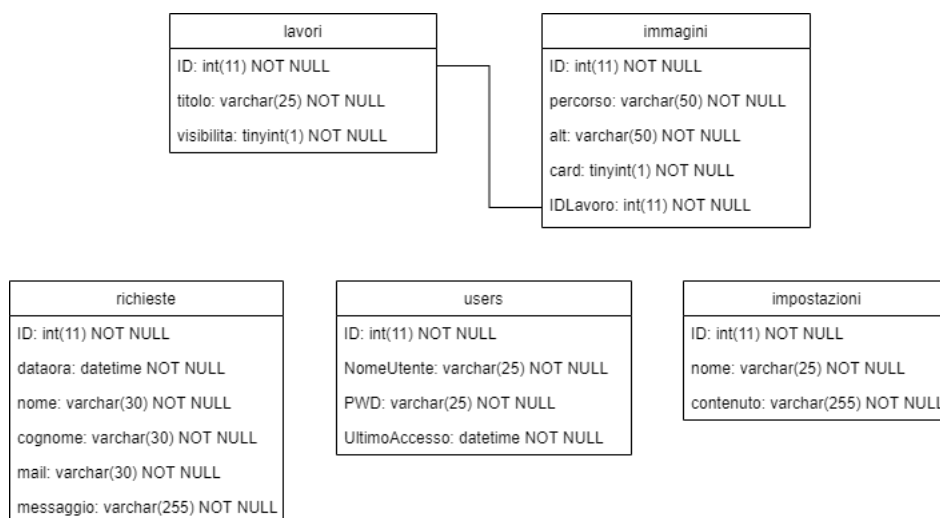 lavori
ID: int(11) NOT NULL
titolo: varchar(25) NOT NULL
visibilita: tinyint(1) NOT NULL
immagini
ID: int(11) NOT NULL
percorso: varchar(50) NOT NULL
alt: varchar(50) NOT NULL
card: tinyint(1) NOT NULL
IDLavoro: int(11) NOT NULL
richieste
ID: int(11) NOT NULL
dataora: datetime NOT NULL
nome: varchar(30) NOT NULL
cognome: varchar(30) NOT NULL
mail: varchar(30) NOT NULL
messaggio: varchar(255) NOT NULL
users
ID: int(11) NOT NULL
NomeUtente: varchar(25) NOT NULL
PWD: varchar(25) NOT NULL
UltimoAccesso: datetime NOT NULL
impostazioni
ID: int(11) NOT NULL
nome: varchar(25) NOT NULL
contenuto: varchar(255) NOT NULL